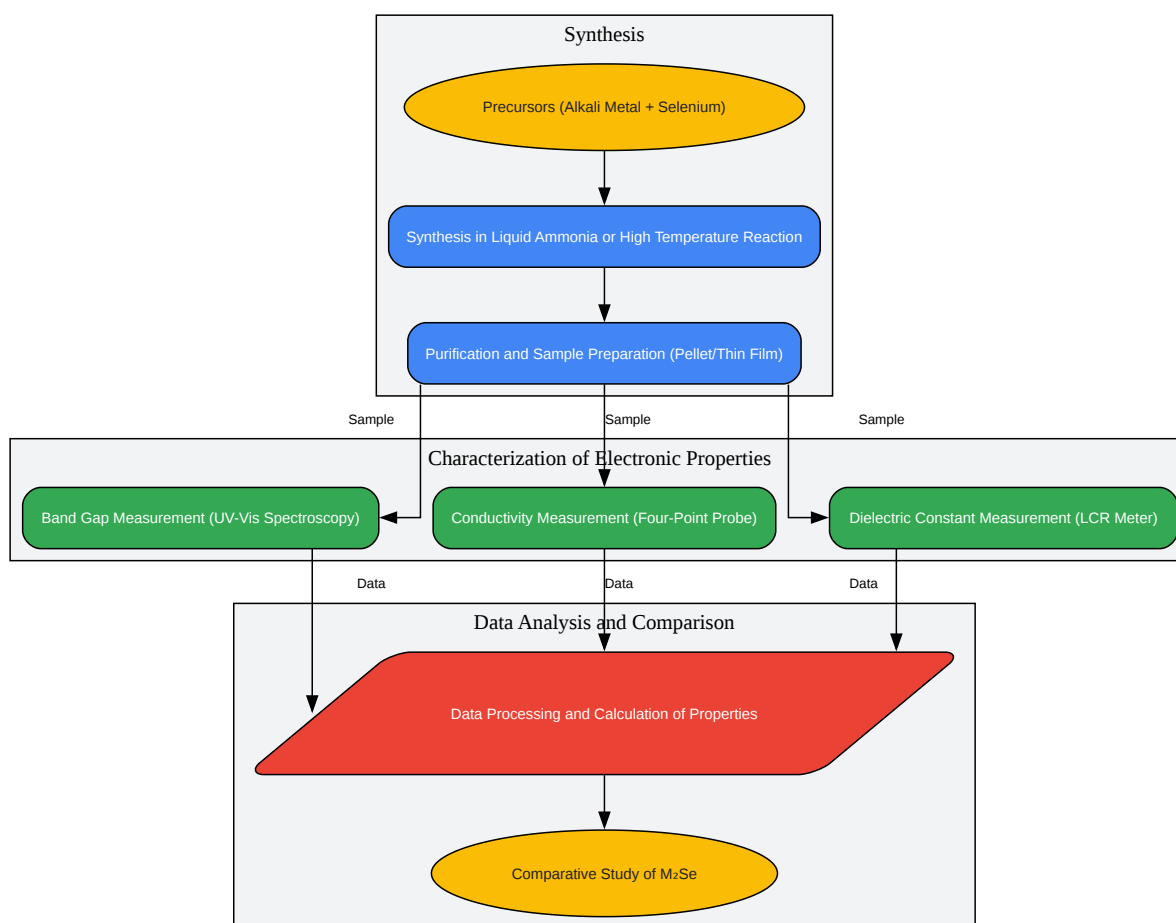 Synthesis
Precursors (Alkali Metal + Selenium)
Synthesis in Liquid Ammonia or High Temperature Reaction
Purification and Sample Preparation (Pellet/Thin Film)
Sample
Sample
Sample
Characterization of Electronic Properties
Band Gap Measurement (UV-Vis Spectroscopy)
Conductivity Measurement (Four-Point Probe)
Dielectric Constant Measurement (LCR Meter)
Data
Data
Data
Data Analysis and Comparison
Data Processing and Calculation of Properties
Comparative Study of M₂Se